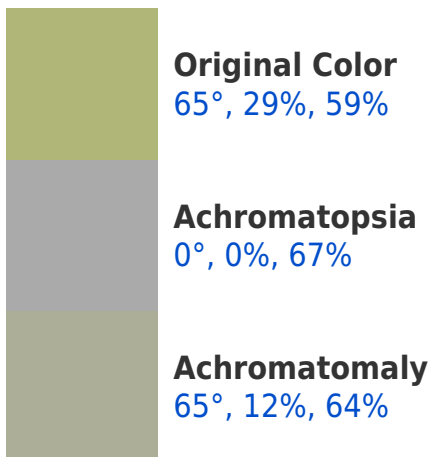 Original Color
65°, 29%, 59%
Achromatopsia
0°, 0%, 67%
Achromatomaly
65°, 12%, 64%